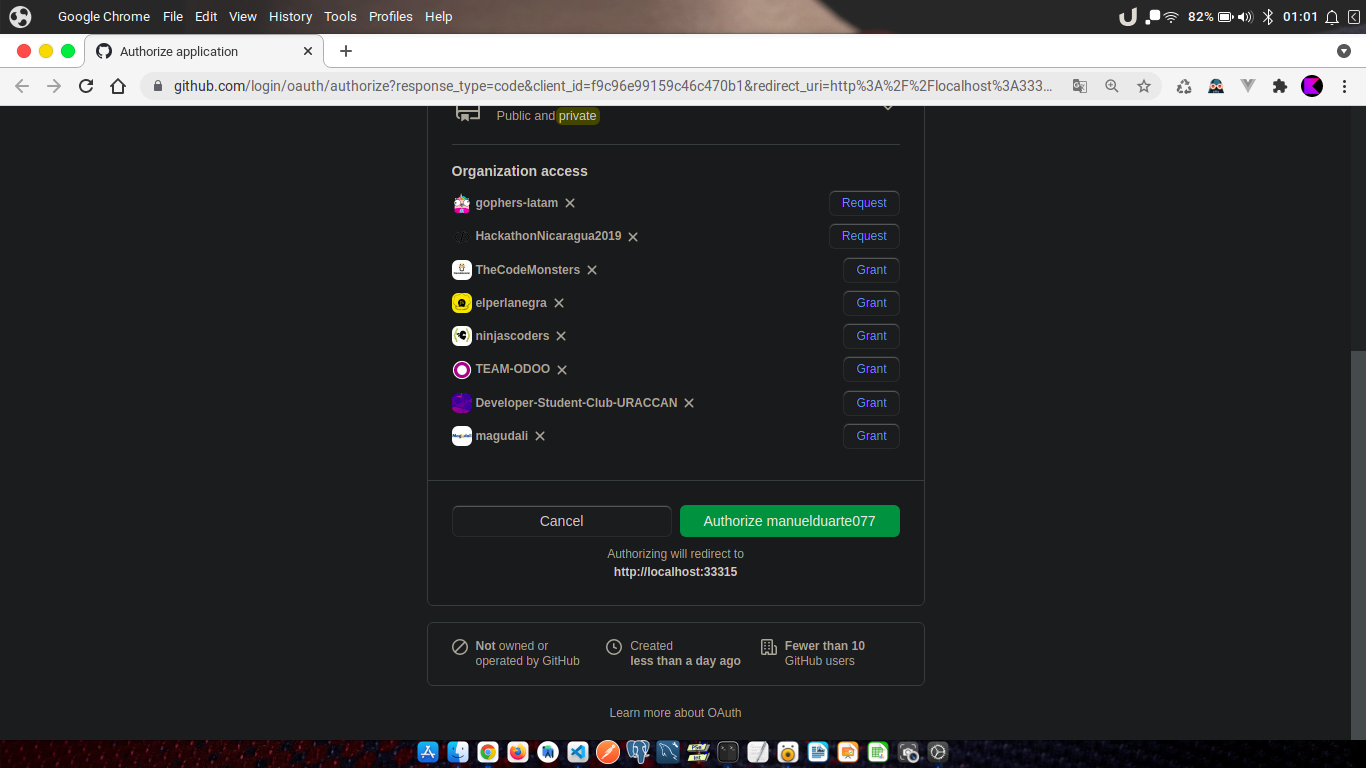 Google Chrome File Edit View History Tools Profiles Help
82% 01:01
Authorize application
github.com/login/oauth/authorize?response_type=code&client_id=f9c96e99159c46c470b1&redirect_uri=http%3A%2F%2Flocalhost%3A333...
Public and private
Organization access
gophers-latam Request
HackathonNicaragua2019 Request
TheCodeMonsters Grant
elperlanegra Grant
ninjascoders Grant
TEAM-ODOO Grant
Developer-Student-Club-URACCAN Grant
magudali Grant
Cancel Authorize manuelduarte077
Authorizing will redirect to
http://localhost:33315
Not owned or
operated by GitHub
Created
less than a day ago
Fewer than 10
GitHub users
Learn more about OAuth